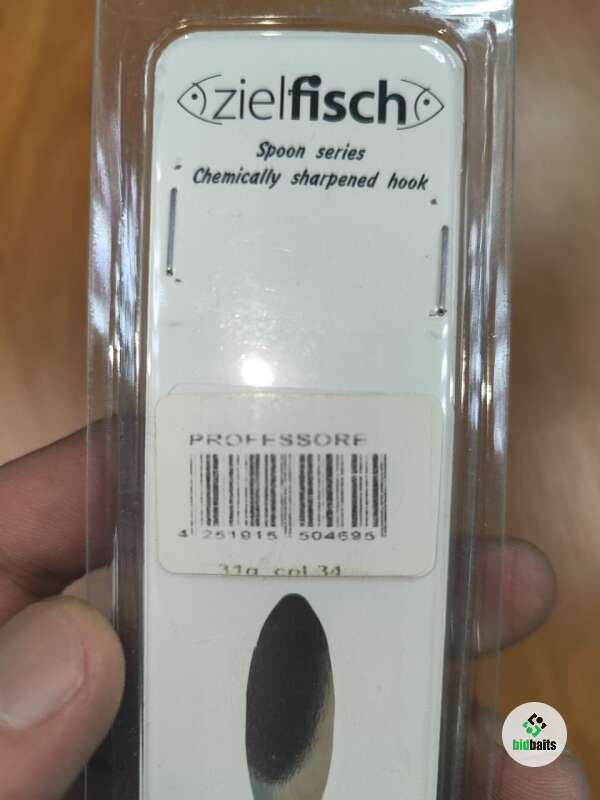 zielfisch
Spoon series
Chemically sharpened hook
PROFESSORE
4 251915 504695
31g col.34
bidbaits